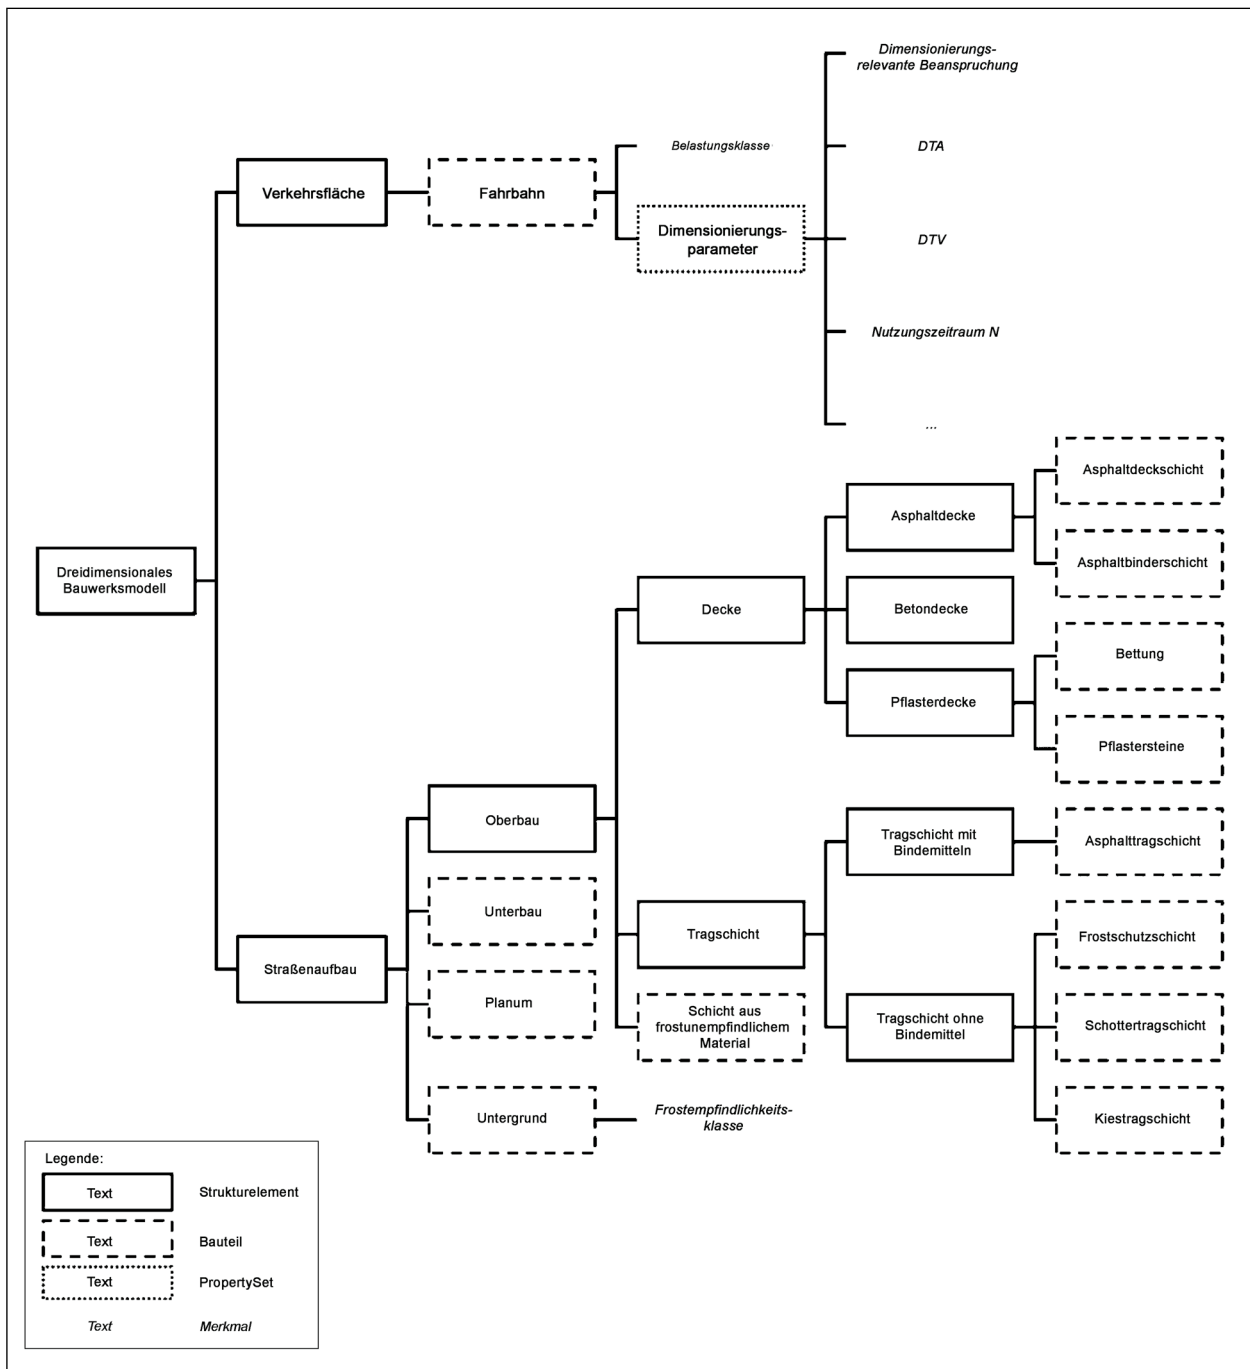 Dimensionierungs-
relevante Beanspruchung
Belastungsklasse
DTA
Verkehrsfläche
Fahrbahn
Dimensionierungs-
parameter
DTV
Nutzungszeitraum N
...
Asphaltdeckschicht
Asphaltdecke
Asphaltbinderschicht
Dreidimensionales
Bauwerksmodell
Decke
Betondecke
Bettung
Pflasterdecke
Pflastersteine
Oberbau
Tragschicht mit
Bindemitteln
Asphalttragschicht
Unterbau
Tragschicht
Frostschutzschicht
Straßenaufbau
Planum
Schicht aus
frostunempfindlichem
Material
Tragschicht ohne
Bindemittel
Schottertragschicht
Untergrund
Frostempfindlichkeits-
klasse
Kiestragschicht
Legende:
Text
Strukturelement
Text
Bauteil
Text
PropertySet
Text
Merkmal